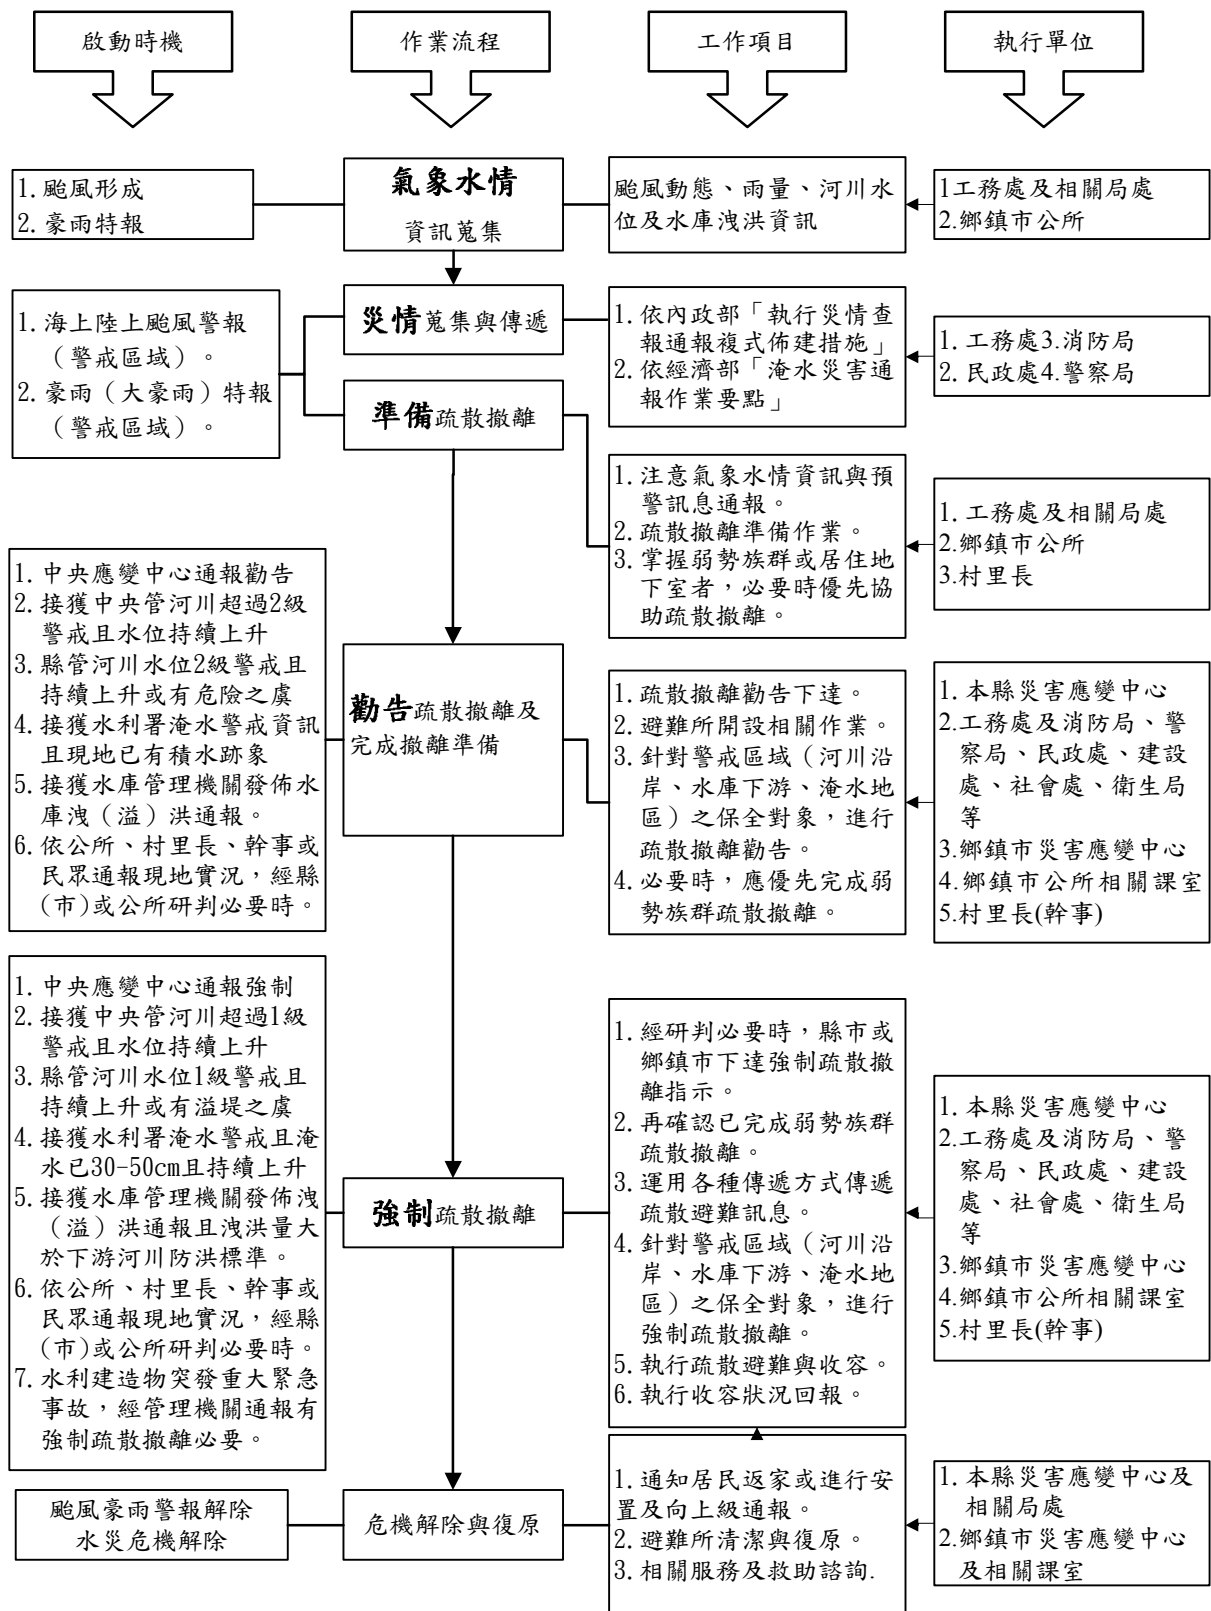 啟動時機
作業流程
工作項目
執行單位
1. 颱風形成
2. 豪雨特報
氣象水情
資訊蒐集
颱風動態、雨量、河川水
位及水庫洩洪資訊
1工務處及相關局處
2.鄉鎮市公所
1. 海上陸上颱風警報
（警戒區域）。
2. 豪雨（大豪雨）特報
（警戒區域）。
災情蒐集與傳遞
準備疏散撤離
1. 依內政部「執行災情查
報通報複式佈建措施」
2. 依經濟部「淹水災害通
報作業要點」
1. 工務處3.消防局
2. 民政處4.警察局
1. 注意氣象水情資訊與預
警訊息通報。
2. 疏散撤離準備作業。
3. 掌握弱勢族群或居住地
下室者，必要時優先協
助疏散撤離。
1. 工務處及相關局處
2.鄉鎮市公所
3.村里長
1. 中央應變中心通報勸告
2. 接獲中央管河川超過2級
警戒且水位持續上升
3. 縣管河川水位2級警戒且
持續上升或有危險之虞
4. 接獲水利署淹水警戒資訊
且現地已有積水跡象
5. 接獲水庫管理機關發佈水
庫洩（溢）洪通報。
6. 依公所、村里長、幹事或
民眾通報現地實況，經縣
(市)或公所研判必要時。
勸告疏散撤離及
完成撤離準備
1. 疏散撤離勸告下達。
2. 避難所開設相關作業。
3. 針對警戒區域（河川沿
岸、水庫下游、淹水地
區）之保全對象，進行
疏散撤離勸告。
4. 必要時，應優先完成弱
勢族群疏散撤離。
1. 本縣災害應變中心
2.工務處及消防局、警
察局、民政處、建設
處、社會處、衛生局
等
3.鄉鎮市災害應變中心
4.鄉鎮市公所相關課室
5.村里長(幹事)
1. 中央應變中心通報強制
2. 接獲中央管河川超過1級
警戒且水位持續上升
3. 縣管河川水位1級警戒且
持續上升或有溢堤之虞
4. 接獲水利署淹水警戒且淹
水已30-50cm且持續上升
5. 接獲水庫管理機關發佈洩
（溢）洪通報且洩洪量大
於下游河川防洪標準。
6. 依公所、村里長、幹事或
民眾通報現地實況，經縣
(市)或公所研判必要時。
7. 水利建造物突發重大緊急
事故，經管理機關通報有
強制疏散撤離必要。
強制疏散撤離
1. 經研判必要時，縣市或
鄉鎮市下達強制疏散撤
離指示。
2. 再確認已完成弱勢族群
疏散撤離。
3. 運用各種傳遞方式傳遞
疏散避難訊息。
4. 針對警戒區域（河川沿
岸、水庫下游、淹水地
區）之保全對象，進行
強制疏散撤離。
5. 執行疏散避難與收容。
6. 執行收容狀況回報。
1. 本縣災害應變中心
2.工務處及消防局、警
察局、民政處、建設
處、社會處、衛生局
等
3.鄉鎮市災害應變中心
4.鄉鎮市公所相關課室
5.村里長(幹事)
颱風豪雨警報解除
水災危機解除
危機解除與復原
1. 通知居民返家或進行安
置及向上級通報。
2. 避難所清潔與復原。
3. 相關服務及救助諮詢.
1. 本縣災害應變中心及
相關局處
2.鄉鎮市災害應變中心
及相關課室